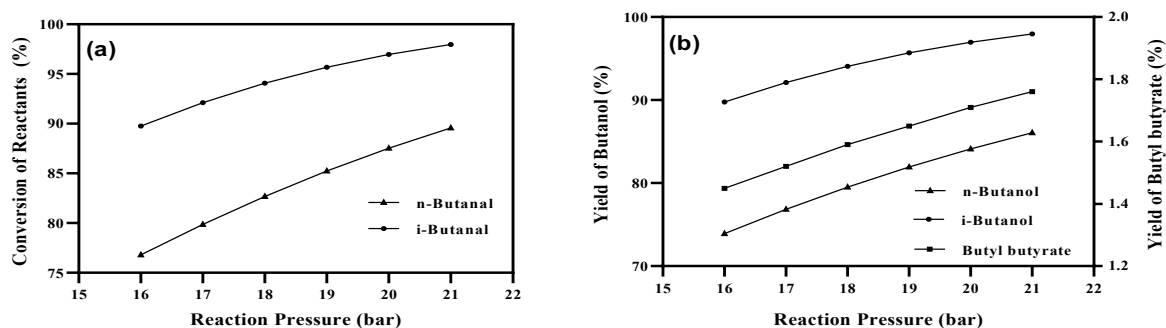 (a)
Conversion of Reactants (%)
100
95
90
85
80
75
15 16 17 18 19 20 21 22
Reaction Pressure (bar)
n-Butanal
i-Butanal
(b)
Yield of Butanol (%)
100
90
80
70
15 16 17 18 19 20 21 22
Reaction Pressure (bar)
n-Butanol
i-Butanol
Butyl butyrate
2.0
1.8
1.6
1.4
1.2
Yield of Butyl butyrate (%)